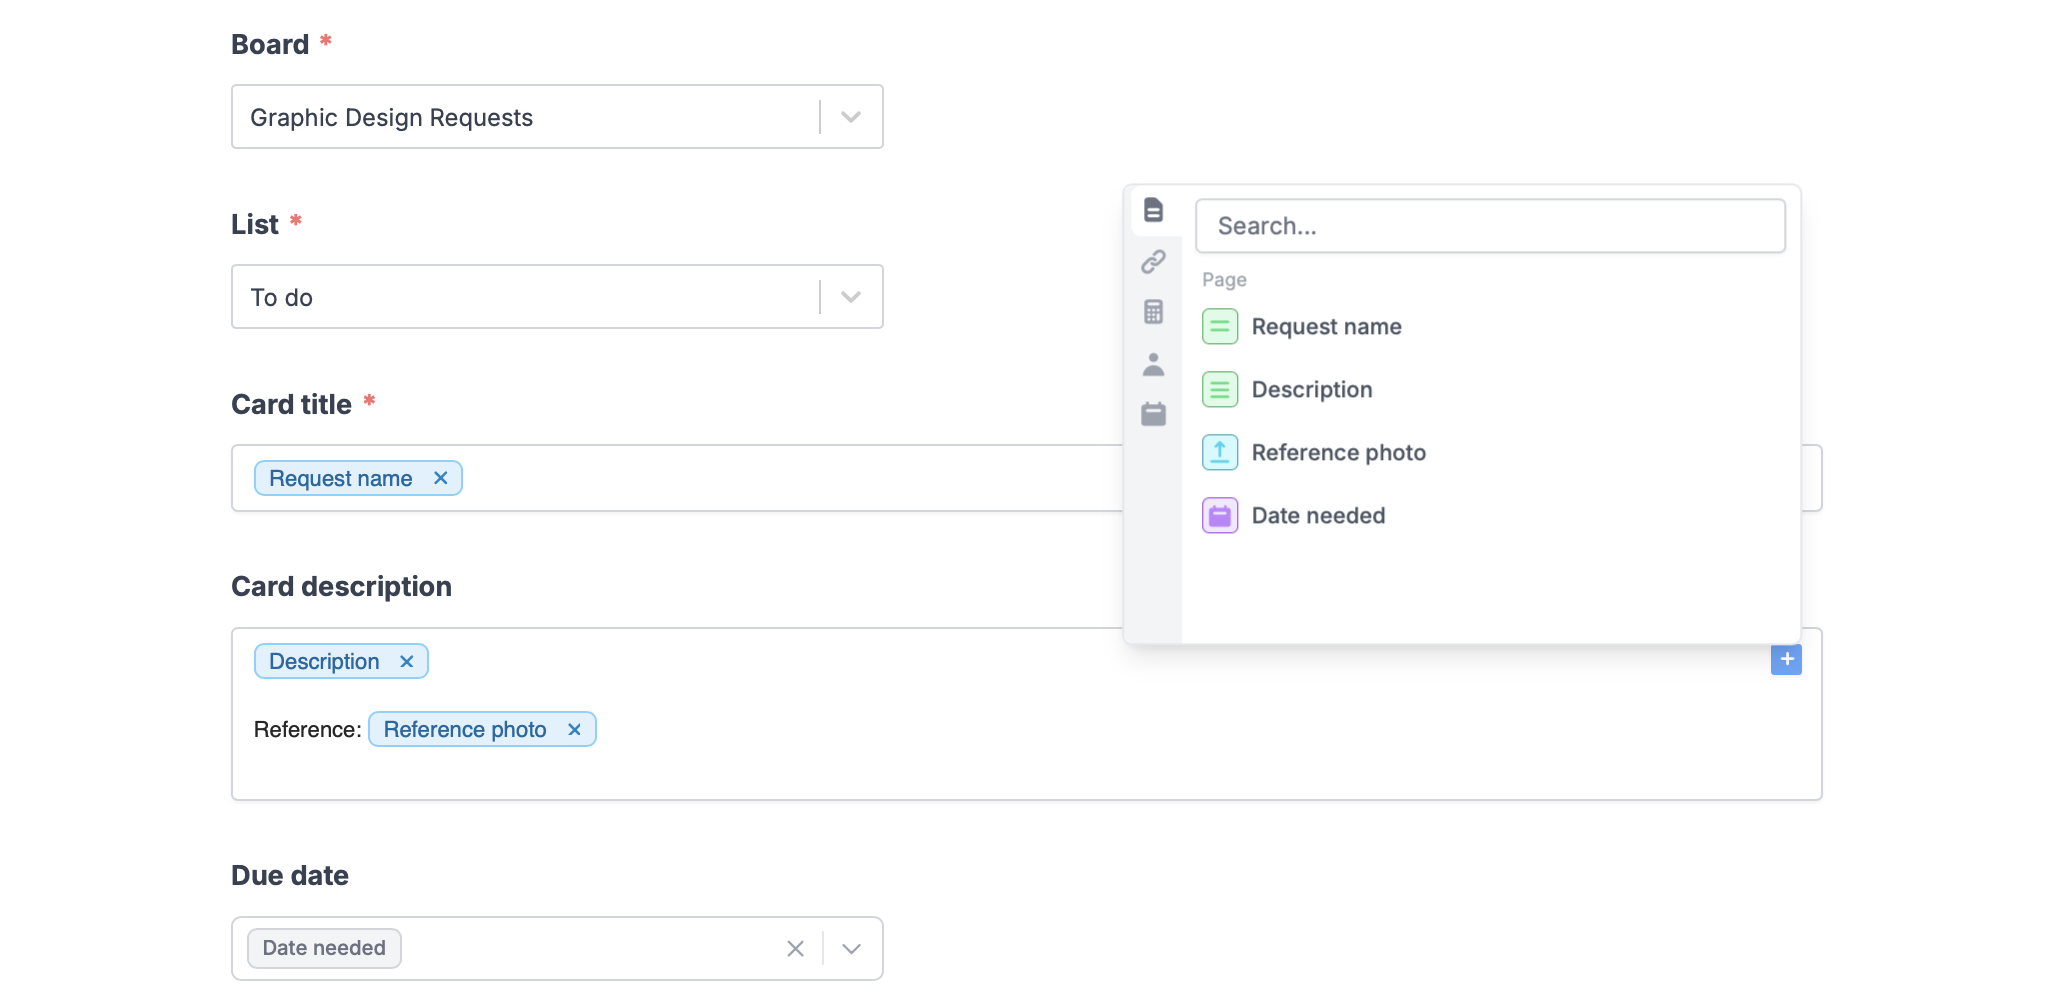 Board *
Graphic Design Requests
List *
To do
Card title *
Request name
Card description
Description
Reference: Reference photo
Due date
Date needed
Search...
Page
Request name
Description
Reference photo
Date needed